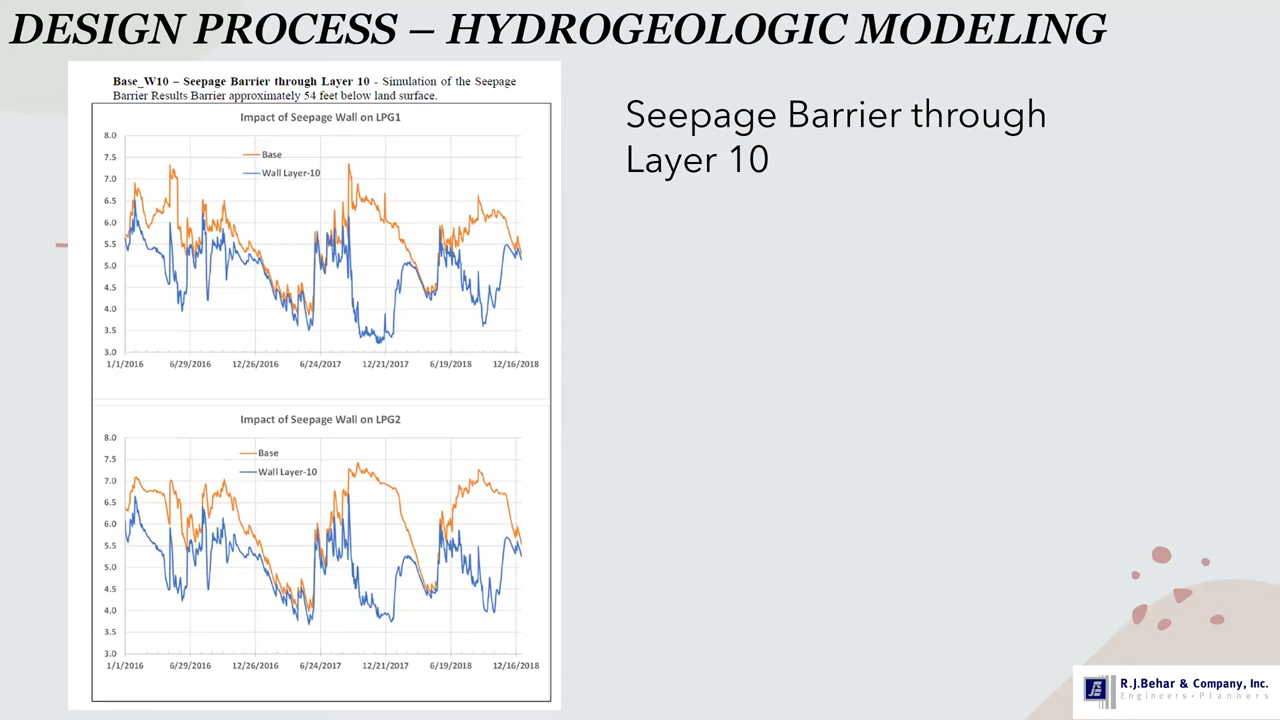 DESIGN PROCESS – HYDROGEOLOGIC MODELING
Base_W10 – Seepage Barrier through Layer 10 - Simulation of the Seepage
Barrier Results Barrier approximately 54 feet below land surface.
Impact of Seepage Wall on LPG1
8.0
7.5
7.0
6.5
6.0
5.5
5.0
4.5
4.0
3.5
3.0
Base
Wall Layer-10
1/1/2016 6/29/2016 12/26/2016 6/24/2017 12/21/2017 6/19/2018 12/16/2018
Impact of Seepage Wall on LPG2
8.0
7.5
7.0
6.5
6.0
5.5
5.0
4.5
4.0
3.5
3.0
Base
Wall Layer-10
1/1/2016 6/29/2016 12/26/2016 6/24/2017 12/21/2017 6/19/2018 12/16/2018
Seepage Barrier through
Layer 10
R.J.Behar & Company, Inc.
Engineers•Planners